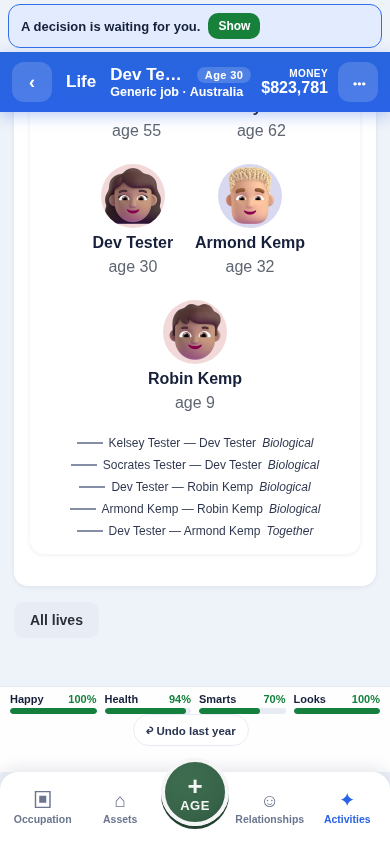 A decision is waiting for you. Show
‹ Life Dev Te... Age 30 MONEY
Generic job · Australia $823,781 •••
age 55 age 62
Dev Tester Armond Kemp
age 30 age 32
Robin Kemp
age 9
Kelsey Tester — Dev Tester Biological
Socrates Tester — Dev Tester Biological
Dev Tester — Robin Kemp Biological
Armond Kemp — Robin Kemp Biological
Dev Tester — Armond Kemp Together
All lives
Happy 100% Health 94% Smarts 70% Looks 100%
Undo last year
+
AGE
Occupation Assets Relationships Activities